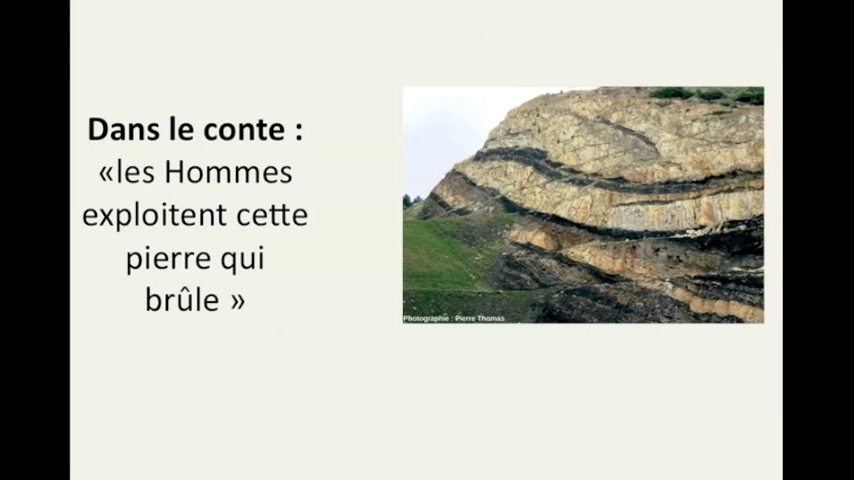 Dans le conte :
«les Hommes
exploitent cette
pierre qui
brûle »
Photographie : Pierre Thomas